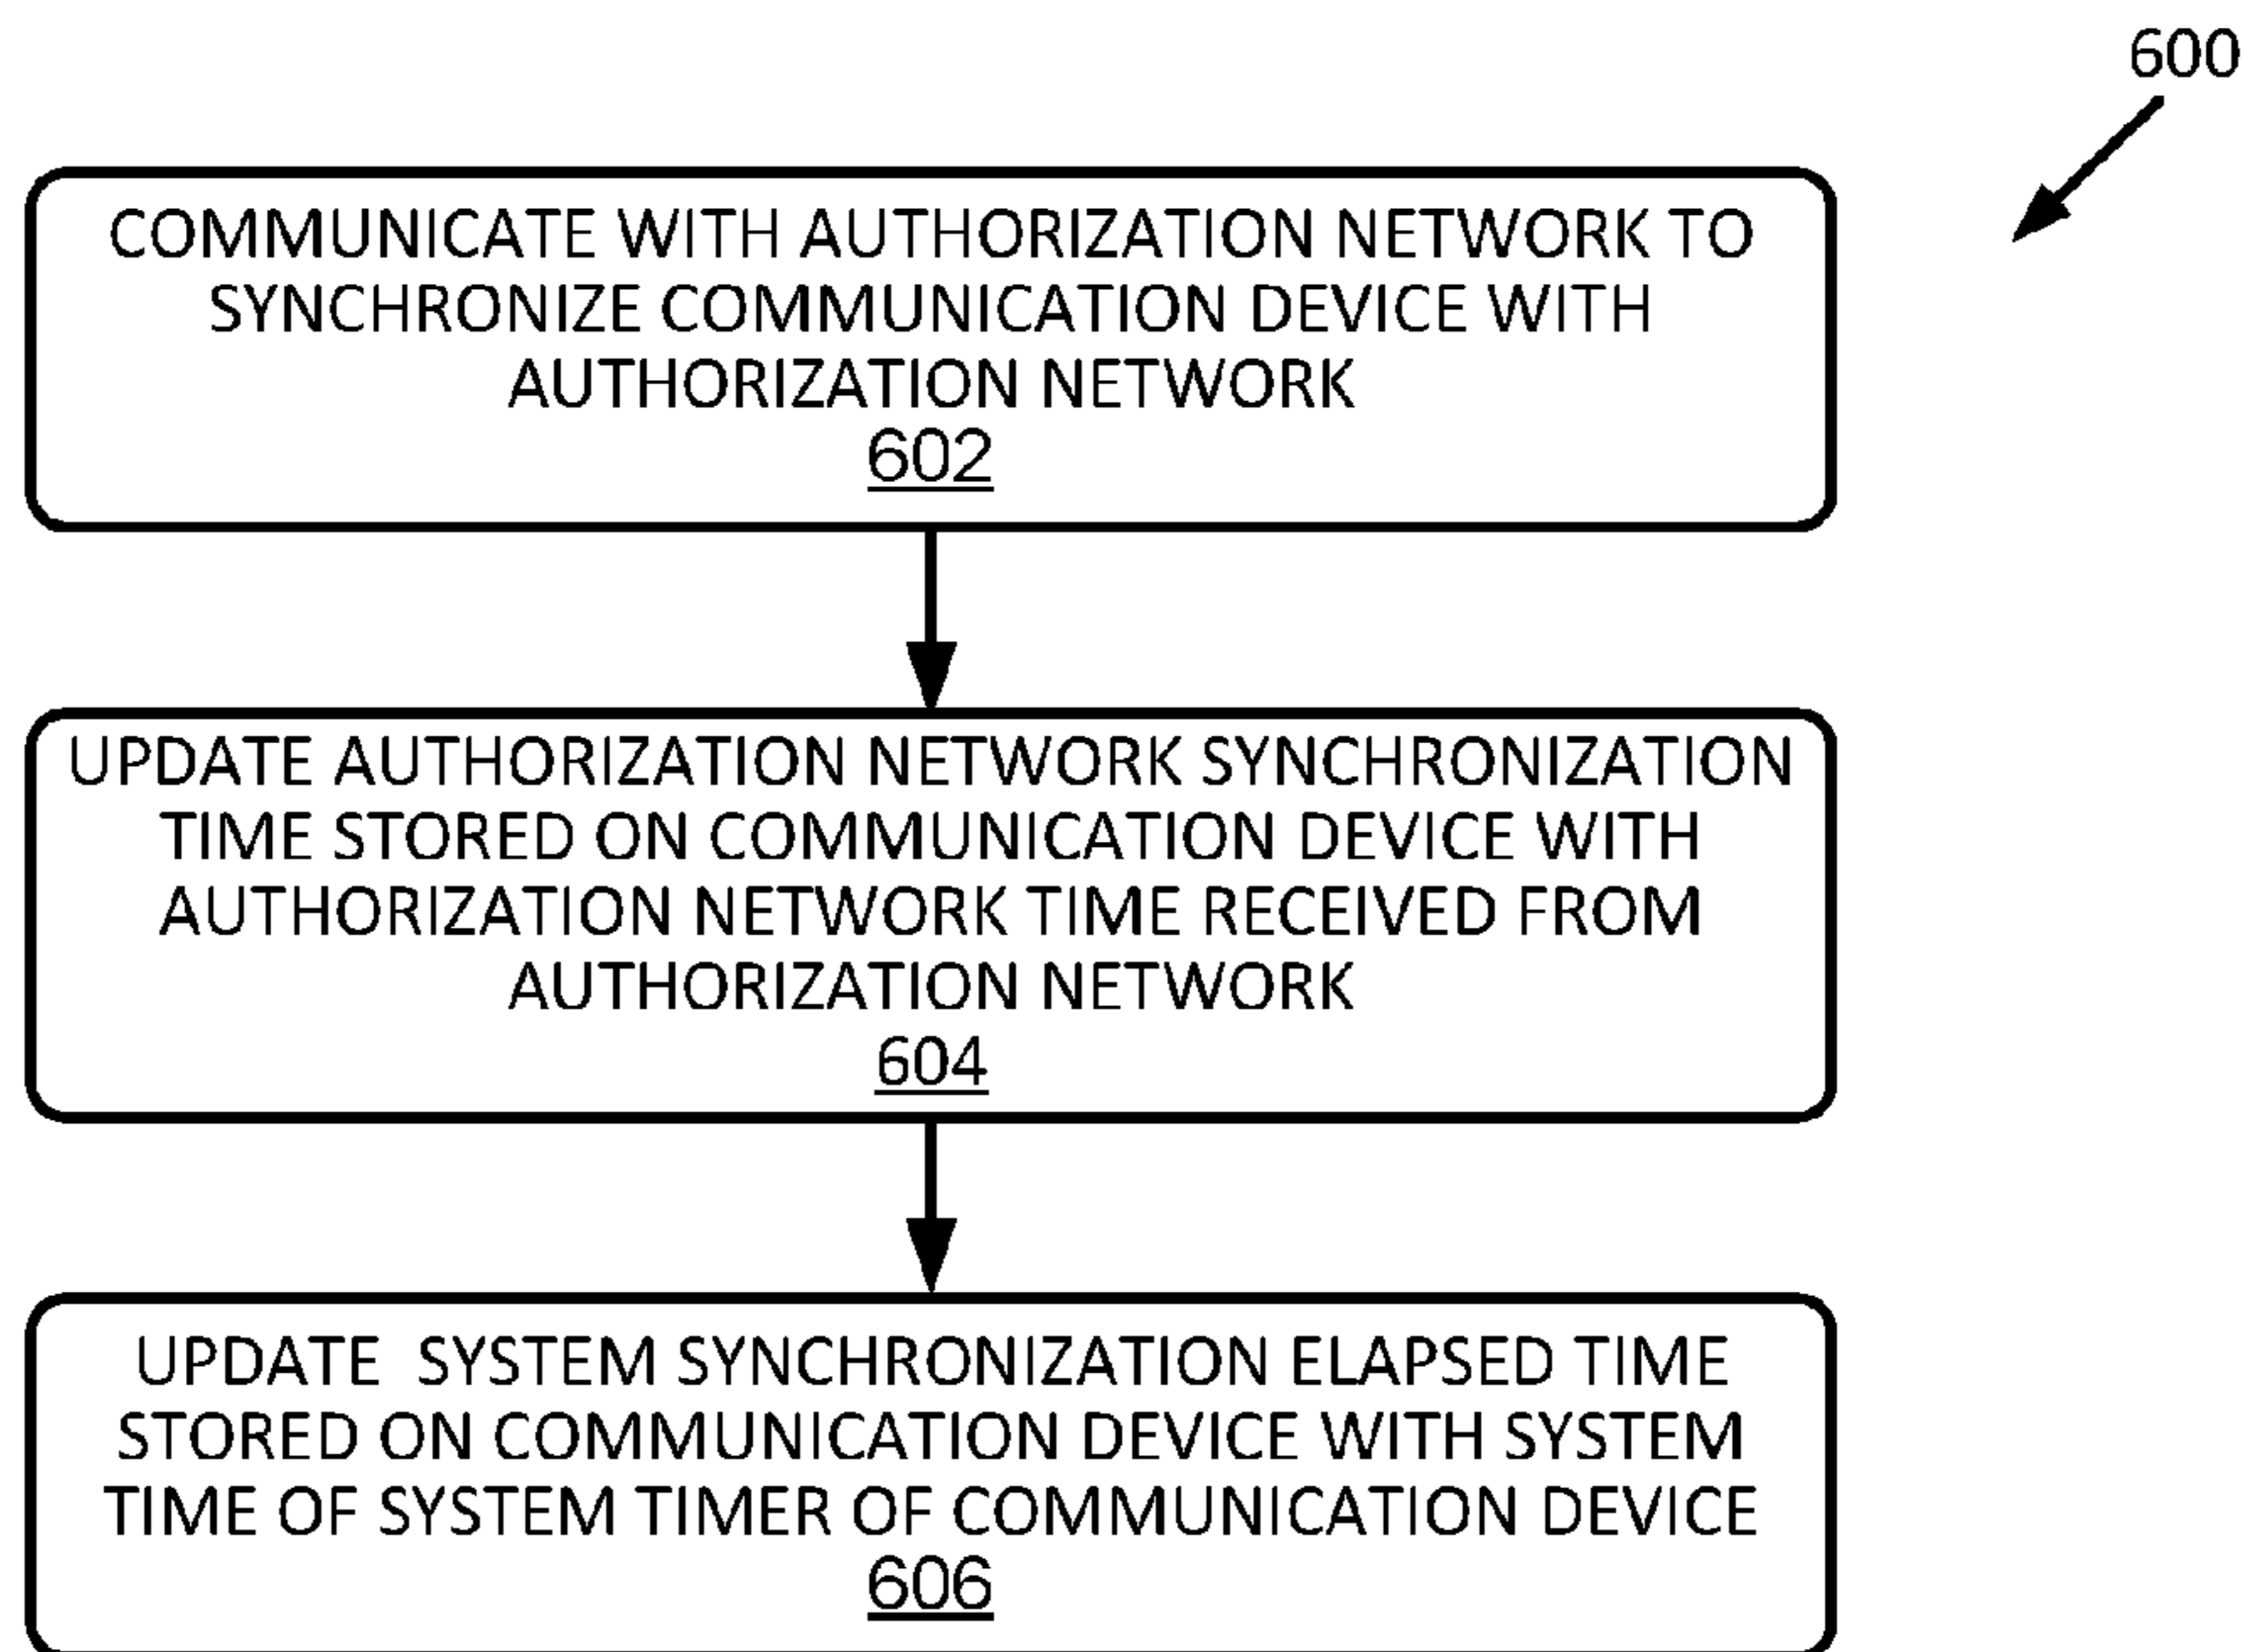 600
COMMUNICATE WITH AUTHORIZATION NETWORK TO
SYNCHRONIZE COMMUNICATION DEVICE WITH
AUTHORIZATION NETWORK
602
UPDATE AUTHORIZATION NETWORK SYNCHRONIZATION
TIME STORED ON COMMUNICATION DEVICE WITH
AUTHORIZATION NETWORK TIME RECEIVED FROM
AUTHORIZATION NETWORK
604
UPDATE SYSTEM SYNCHRONIZATION ELAPSED TIME
STORED ON COMMUNICATION DEVICE WITH SYSTEM
TIME OF SYSTEM TIMER OF COMMUNICATION DEVICE
606